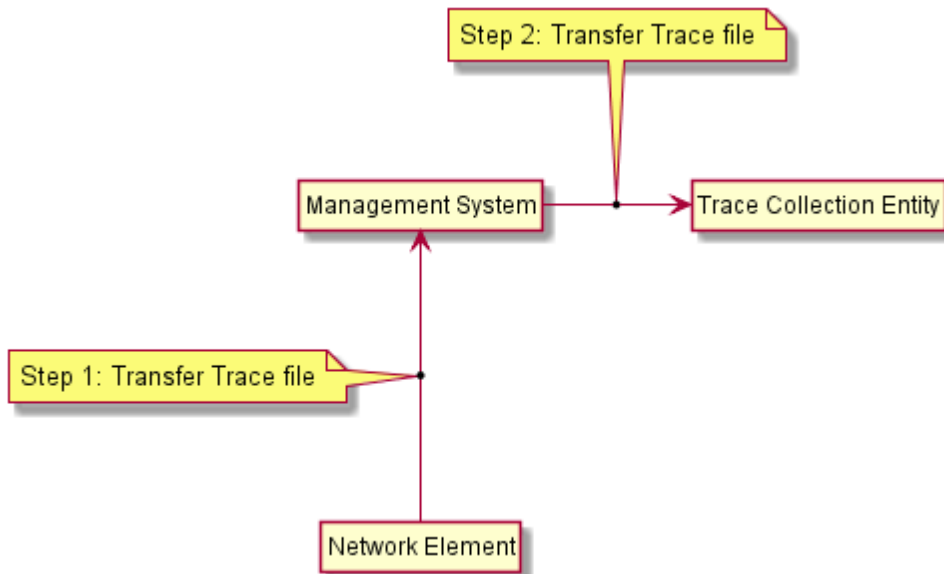 Step 2: Transfer Trace file
Management System
Trace Collection Entity
Step 1: Transfer Trace file
Network Element